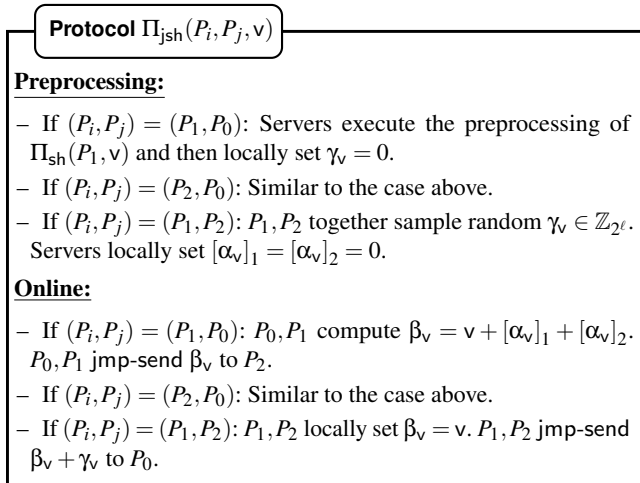 Protocol Π_jsh(P_i, P_j, v)
Preprocessing:
– If (P_i, P_j) = (P_1, P_0): Servers execute the preprocessing of
Π_sh(P_1, v) and then locally set γ_v = 0.
– If (P_i, P_j) = (P_2, P_0): Similar to the case above.
– If (P_i, P_j) = (P_1, P_2): P_1, P_2 together sample random γ_v ∈ ℤ_{2^ℓ}.
Servers locally set [α_v]_1 = [α_v]_2 = 0.
Online:
– If (P_i, P_j) = (P_1, P_0): P_0, P_1 compute β_v = v + [α_v]_1 + [α_v]_2.
P_0, P_1 jmp-send β_v to P_2.
– If (P_i, P_j) = (P_2, P_0): Similar to the case above.
– If (P_i, P_j) = (P_1, P_2): P_1, P_2 locally set β_v = v. P_1, P_2 jmp-send
β_v + γ_v to P_0.